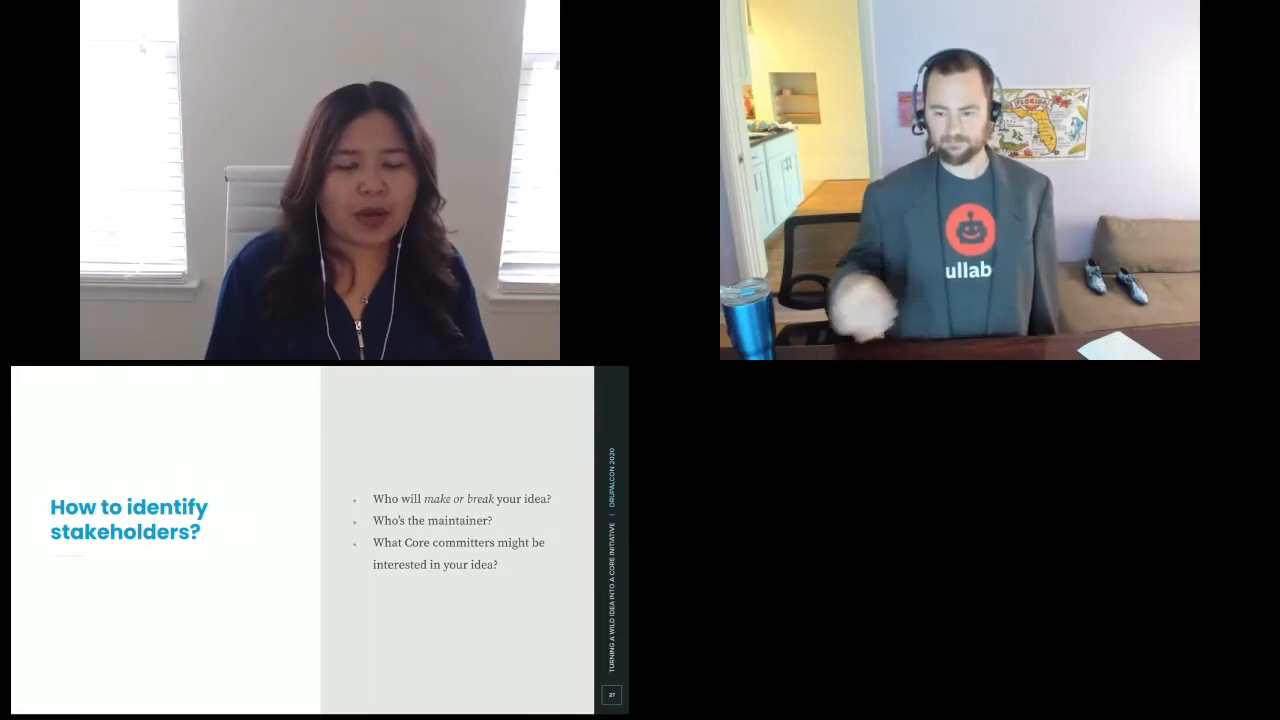 FLORIDA
ullab
How to identify
stakeholders?
Who will make or break your idea?
Who's the maintainer?
What Core committers might be
interested in your idea?
TURNING A WILD IDEA INTO A CORE INITIATIVE | DRUPALCON 2020
27